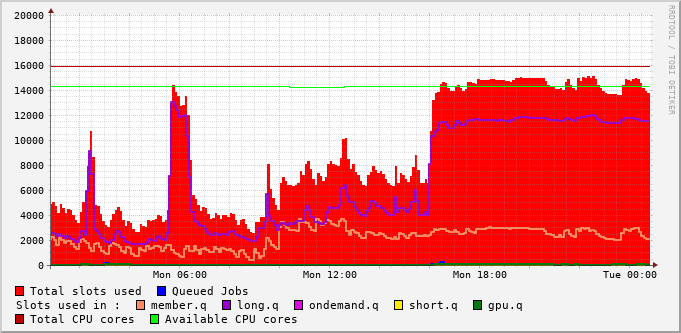 20000
18000
16000
14000
12000
10000
8000
6000
4000
2000
0
Mon 06:00 Mon 12:00 Mon 18:00 Tue 00:00
RRDTOOL / TOBI OETIKER
Total slots used Queued Jobs
Slots used in : member.q long.q ondemand.q short.q gpu.q
Total CPU cores Available CPU cores